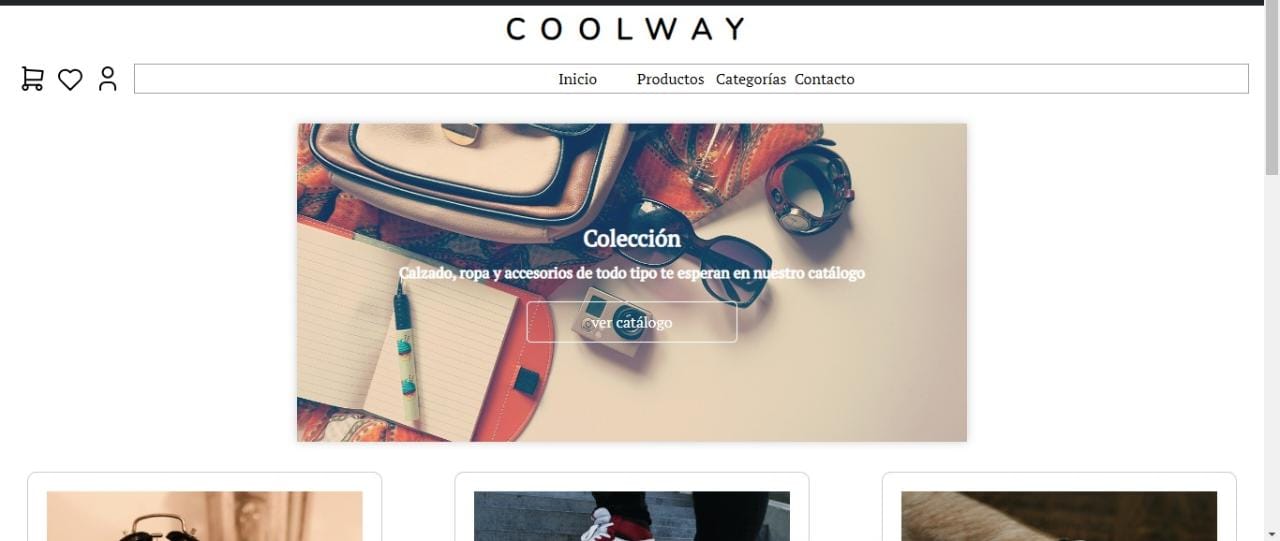 COOLWAY
Inicio Productos Categorías Contacto
Colección
Calzado, ropa y accesorios de todo tipo te esperan en nuestro catálogo
ver catálogo